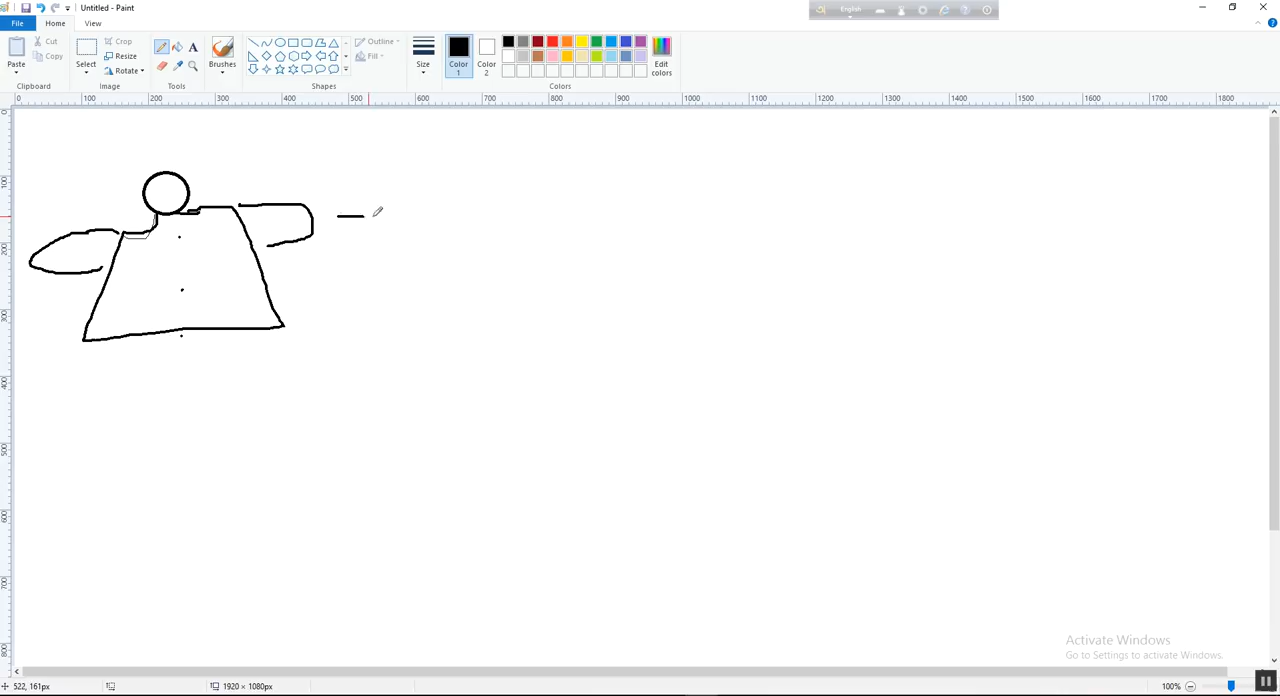 Untitled - Paint
English
File
Home
View
Paste
Cut
Copy
Clipboard
Select
Crop
Resize
Rotate
Image
Tools
Brushes
Shapes
Outline
Fill
Size
Color 1
Color 2
Edit colors
Colors
0 100 200 300 400 500 600 700 800 900 1000 1100 1200 1300 1400 1500 1600 1700 1800
0
100
200
300
400
500
600
700
800
Activate Windows
Go to Settings to activate Windows.
522, 161px
1920 × 1080px
100%